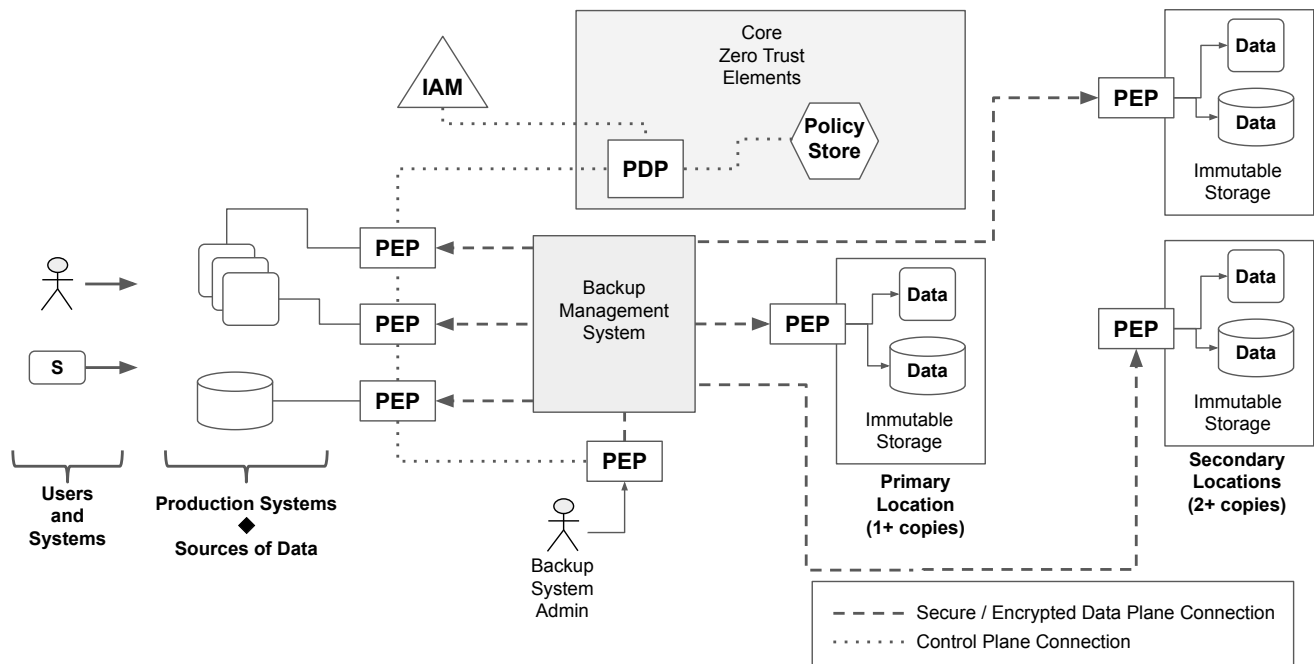 Core
Zero Trust
Elements
IAM
Policy
Store
PDP
PEP
Data
Data
Immutable
Storage
PEP
PEP
PEP
Backup
Management
System
PEP
Data
Data
Immutable
Storage
Primary
Location
(1+ copies)
PEP
Data
Data
Immutable
Storage
Secondary
Locations
(2+ copies)
S
PEP
Users
and
Systems
Production Systems
◆
Sources of Data
Backup
System
Admin
Secure / Encrypted Data Plane Connection
Control Plane Connection